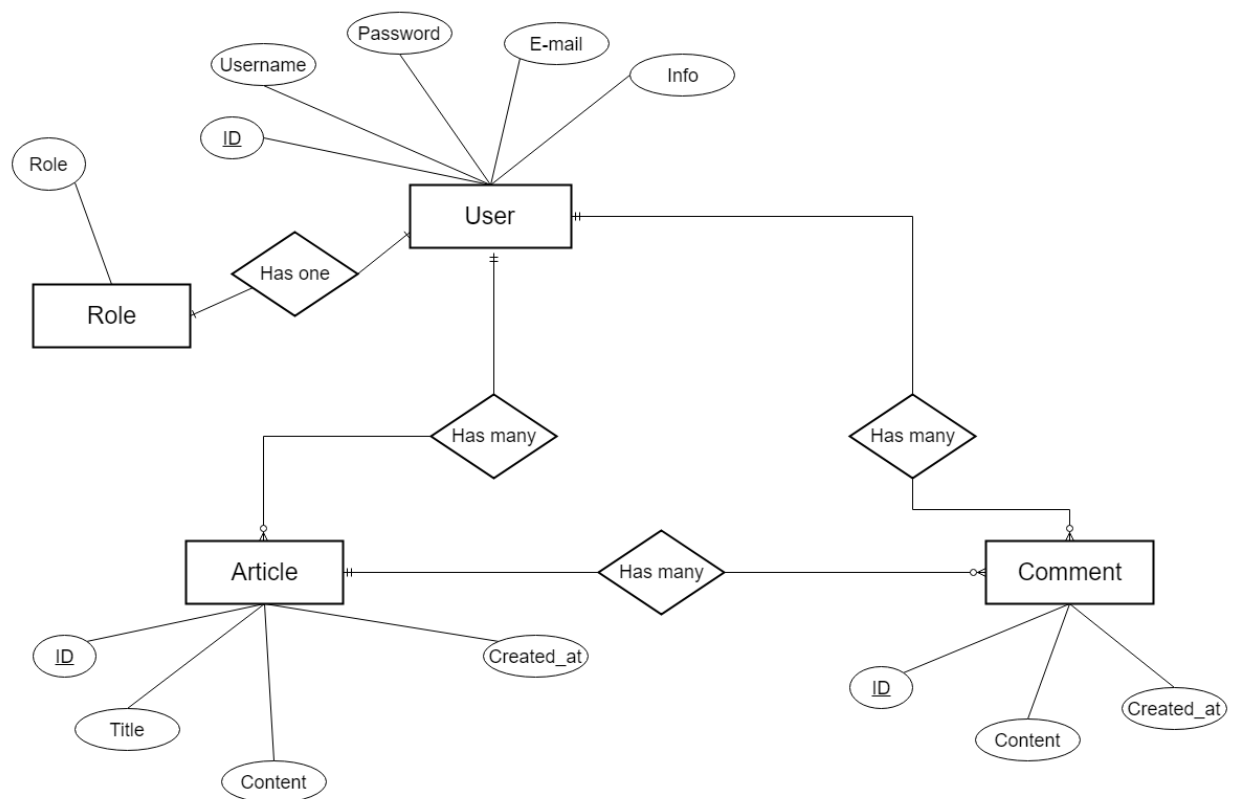 Password
E-mail
Username
Info
ID
Role
User
Has one
Role
Has many
Has many
Article
Has many
Comment
ID
Created_at
ID
Created_at
Title
Content
Content